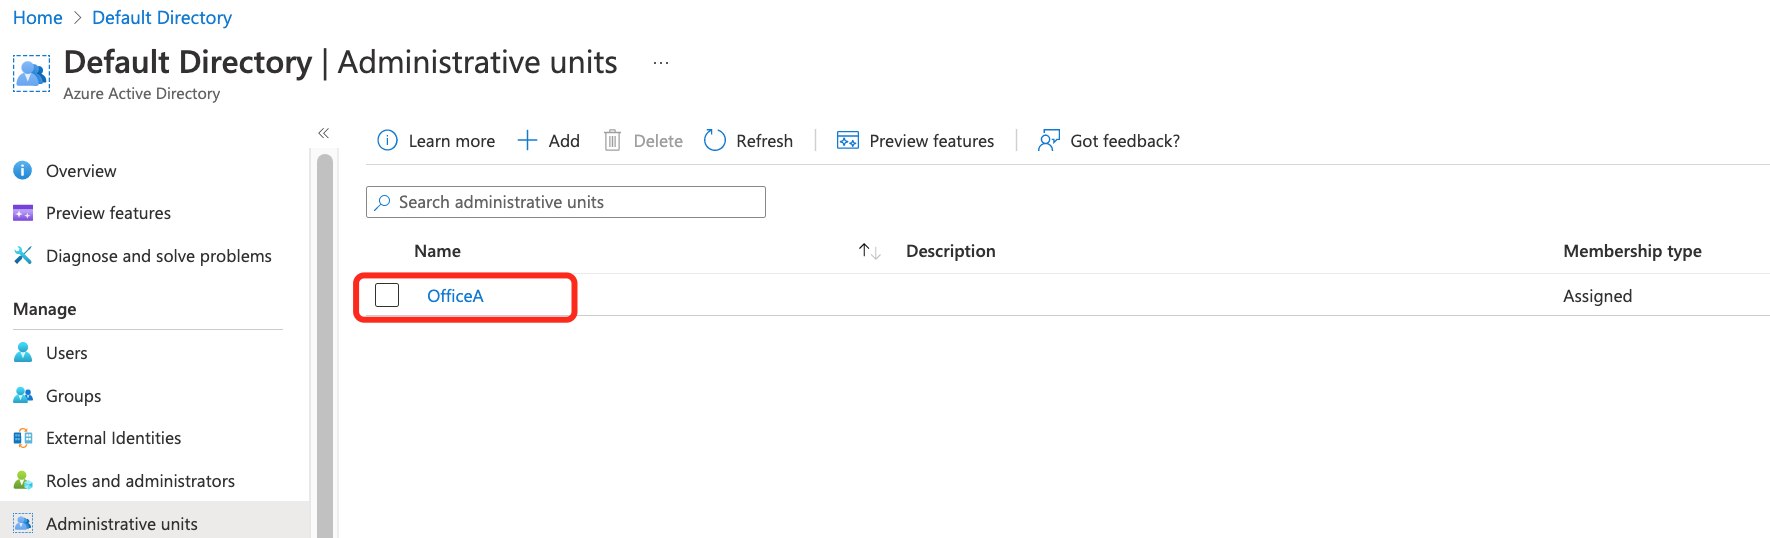 Home > Default Directory
Default Directory | Administrative units ...
Azure Active Directory
«
Overview
Preview features
Diagnose and solve problems
Manage
Users
Groups
External Identities
Roles and administrators
Administrative units
Learn more + Add Delete Refresh Preview features Got feedback?
Search administrative units
Name ↑↓ Description Membership type
OfficeA Assigned